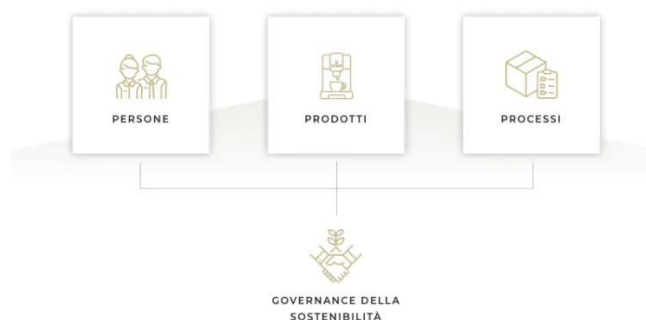 PERSONE
PRODOTTI
PROCESSI
GOVERNANCE DELLA
SOSTENIBILITÀ